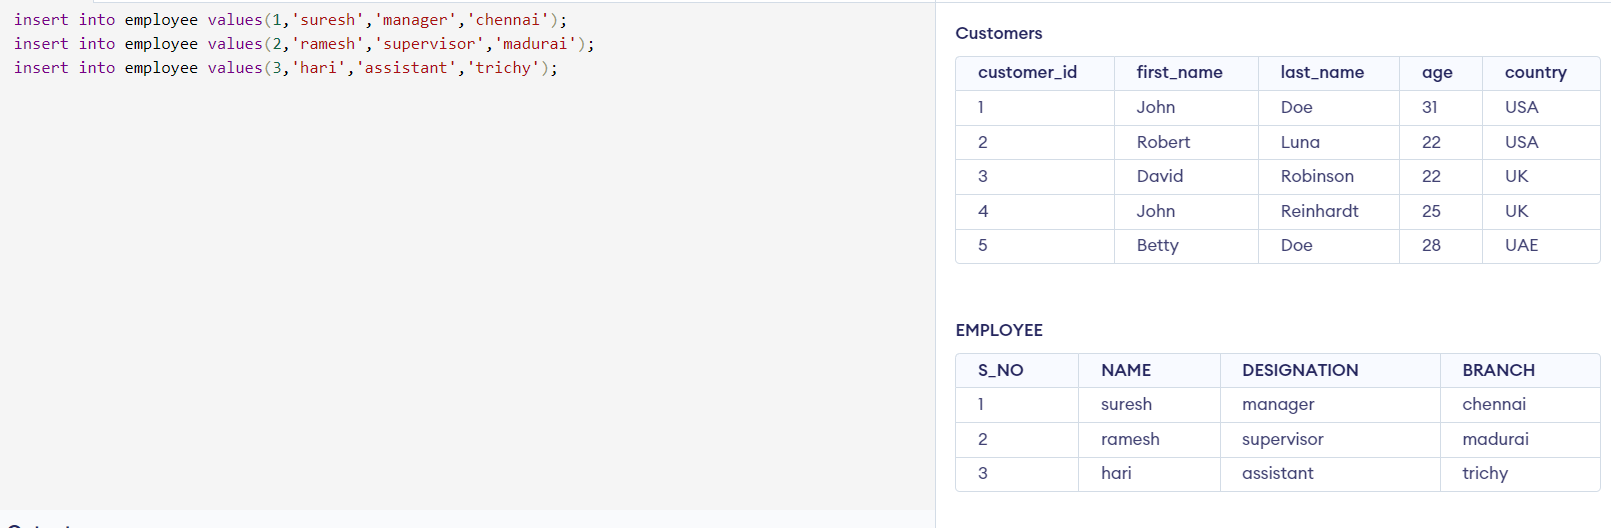 insert into employee values(1,'suresh','manager','chennai');
insert into employee values(2,'ramesh','supervisor','madurai');
insert into employee values(3,'hari','assistant','trichy');
Customers
customer_id first_name last_name age country
1 John Doe 31 USA
2 Robert Luna 22 USA
3 David Robinson 22 UK
4 John Reinhardt 25 UK
5 Betty Doe 28 UAE
EMPLOYEE
S_NO NAME DESIGNATION BRANCH
1 suresh manager chennai
2 ramesh supervisor madurai
3 hari assistant trichy